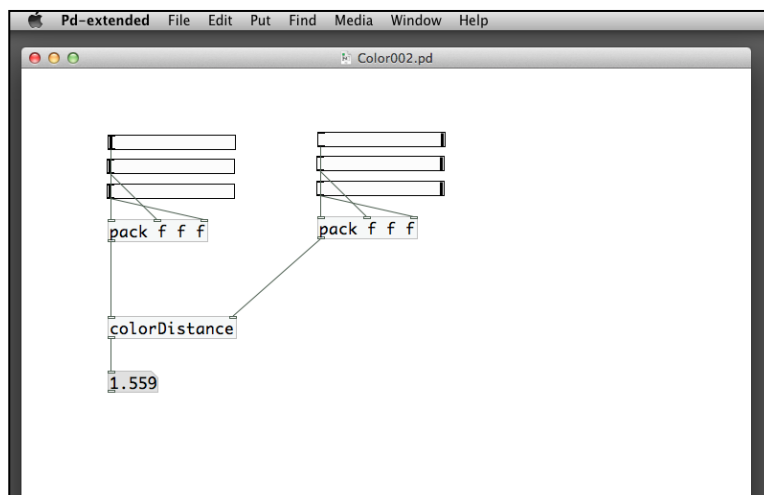 Pd-extended File Edit Put Find Media Window Help
Color002.pd
pack f f f
pack f f f
colorDistance
1.559